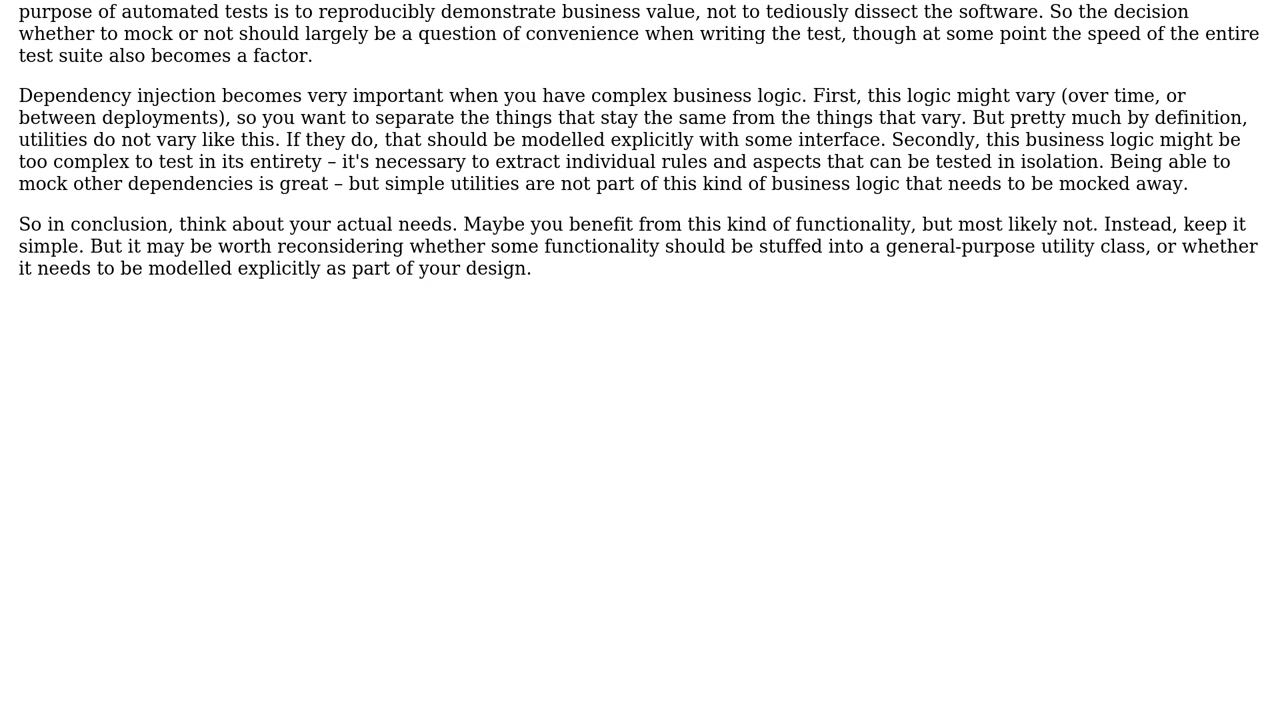 purpose of automated tests is to reproducibly demonstrate business value, not to tediously dissect the software. So the decision
whether to mock or not should largely be a question of convenience when writing the test, though at some point the speed of the entire
test suite also becomes a factor.
Dependency injection becomes very important when you have complex business logic. First, this logic might vary (over time, or
between deployments), so you want to separate the things that stay the same from the things that vary. But pretty much by definition,
utilities do not vary like this. If they do, that should be modelled explicitly with some interface. Secondly, this business logic might be
too complex to test in its entirety – it's necessary to extract individual rules and aspects that can be tested in isolation. Being able to
mock other dependencies is great – but simple utilities are not part of this kind of business logic that needs to be mocked away.
So in conclusion, think about your actual needs. Maybe you benefit from this kind of functionality, but most likely not. Instead, keep it
simple. But it may be worth reconsidering whether some functionality should be stuffed into a general-purpose utility class, or whether
it needs to be modelled explicitly as part of your design.